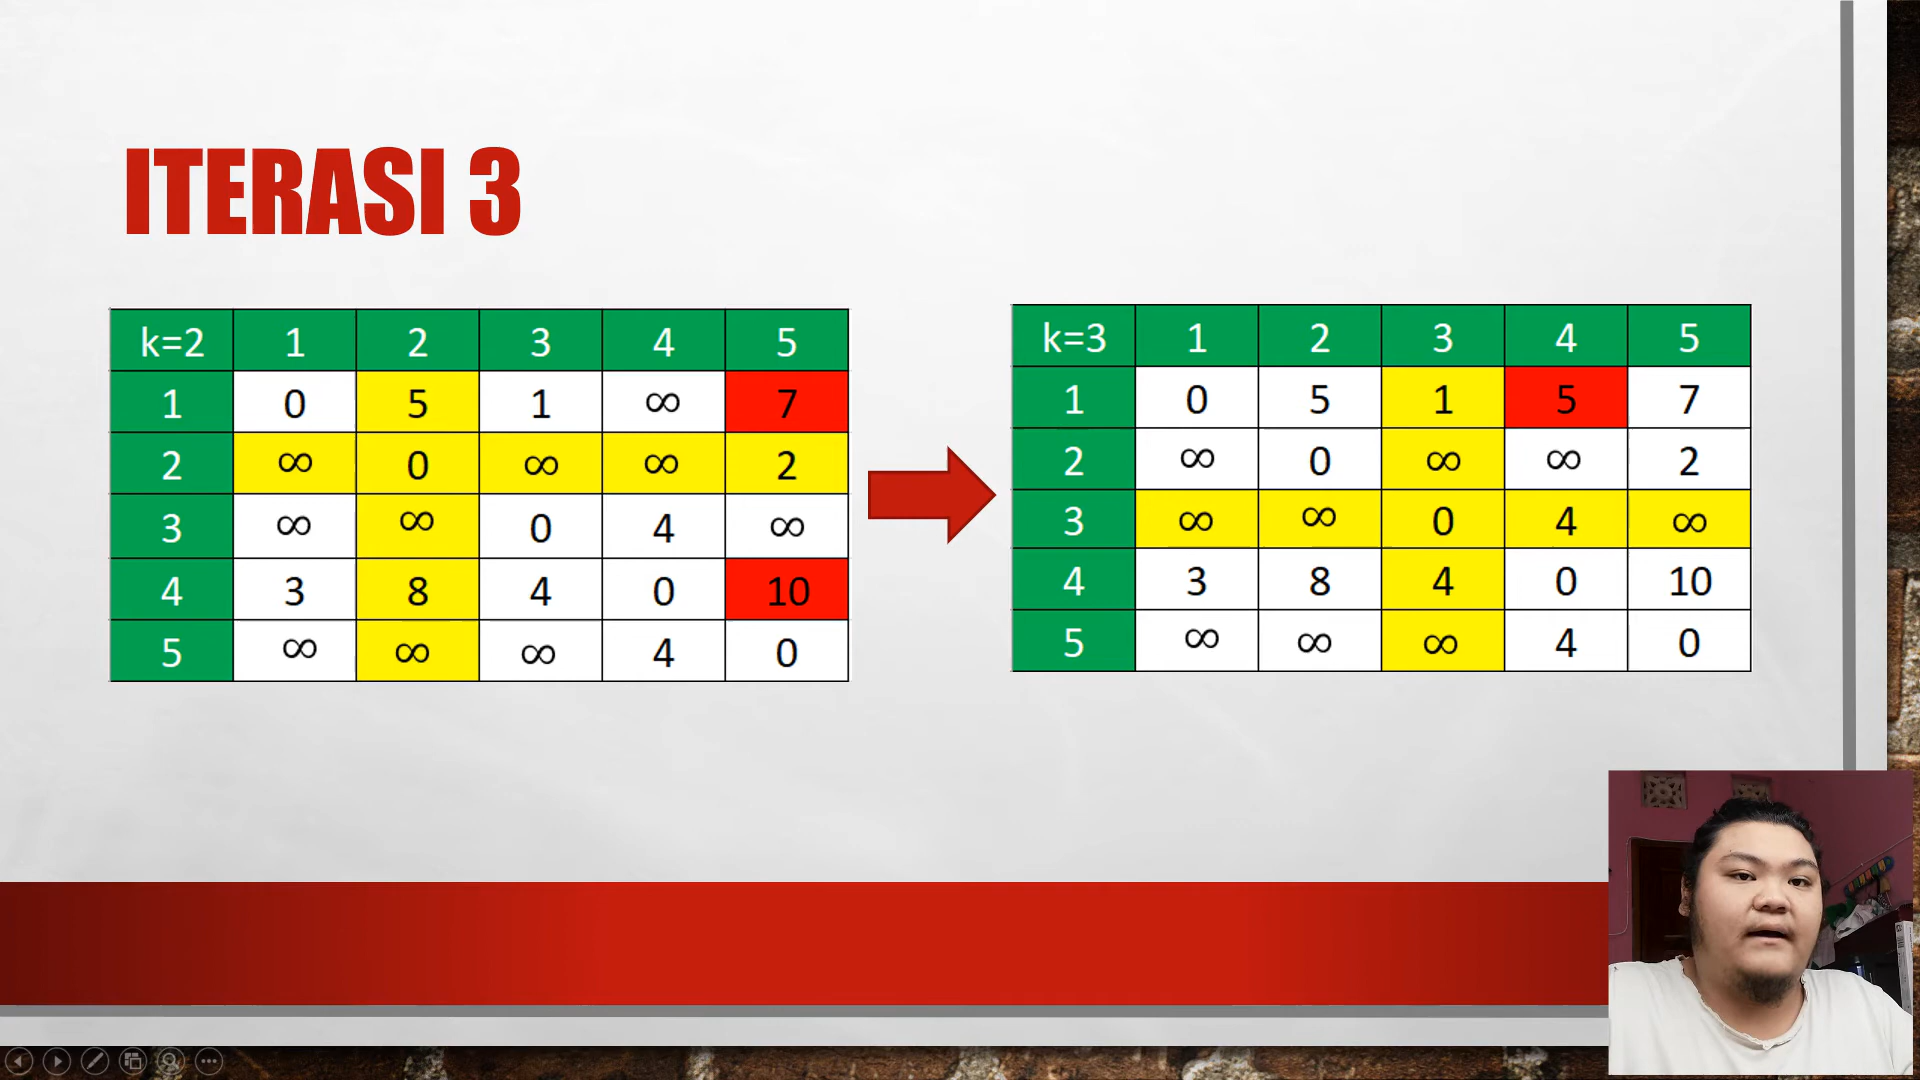 ITERASI 3
k=2 1 2 3 4 5
1 0 5 1 ∞ 7
2 ∞ 0 ∞ ∞ 2
3 ∞ ∞ 0 4 ∞
4 3 8 4 0 10
5 ∞ ∞ ∞ 4 0
k=3 1 2 3 4 5
1 0 5 1 5 7
2 ∞ 0 ∞ ∞ 2
3 ∞ ∞ 0 4 ∞
4 3 8 4 0 10
5 ∞ ∞ ∞ 4 0